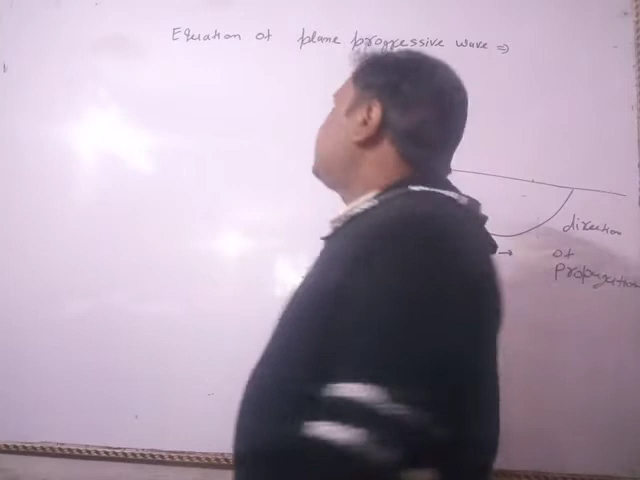 Equation of plane progressive wave ⇒
direction
→ of
propagation